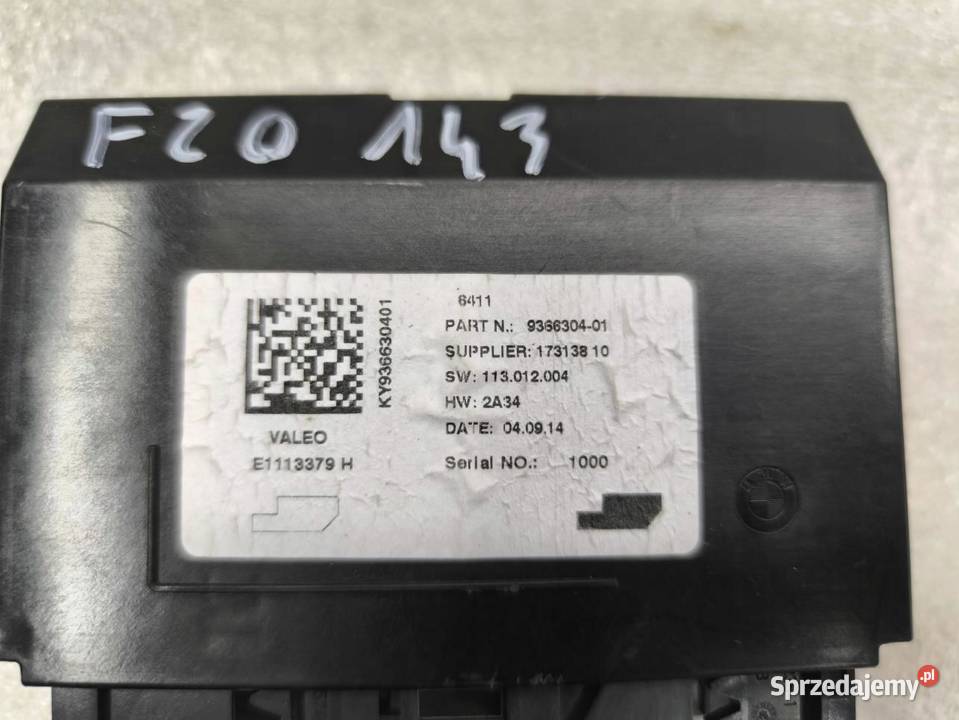 F20 143
KY936630401
VALEO
E1113379 H
6411
PART N.: 9366304-01
SUPPLIER: 173138 10
SW: 113.012.004
HW: 2A34
DATE: 04.09.14
Serial NO.: 1000
Sprzedajemy.pl